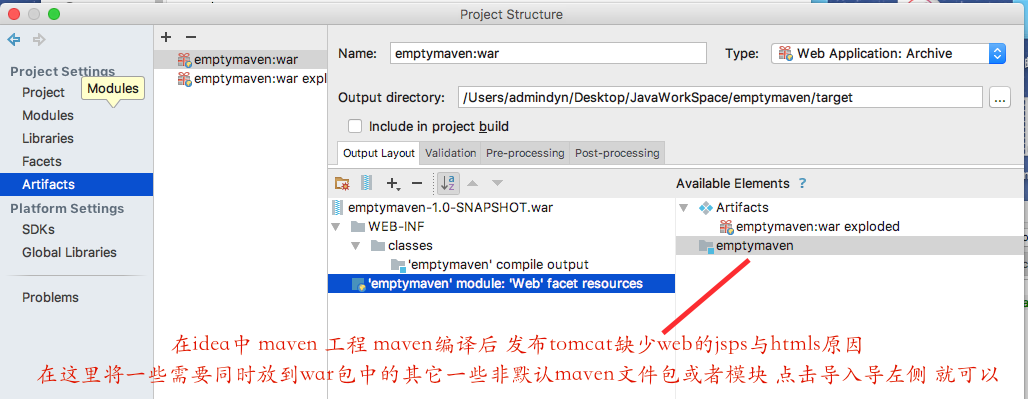 Project Structure
Project Settings
Project
Modules
Modules
Libraries
Facets
Artifacts
Platform Settings
SDKs
Global Libraries
Problems
emptymaven:war
emptymaven:war expl
Name: emptymaven:war
Type: Web Application: Archive
Output directory: /Users/admindyn/Desktop/JavaWorkSpace/emptymaven/target
...
Include in project build
Output Layout Validation Pre-processing Post-processing
a z
emptymaven-1.0-SNAPSHOT.war
WEB-INF
classes
'emptymaven' compile output
'emptymaven' module: 'Web' facet resources
Available Elements ?
Artifacts
emptymaven:war exploded
emptymaven
在idea中 maven 工程 maven编译后 发布tomcat缺少web的jsps与htmls原因
在这里将一些需要同时放到war包中的其它一些非默认maven文件包或者模块 点击导入导左侧 就可以